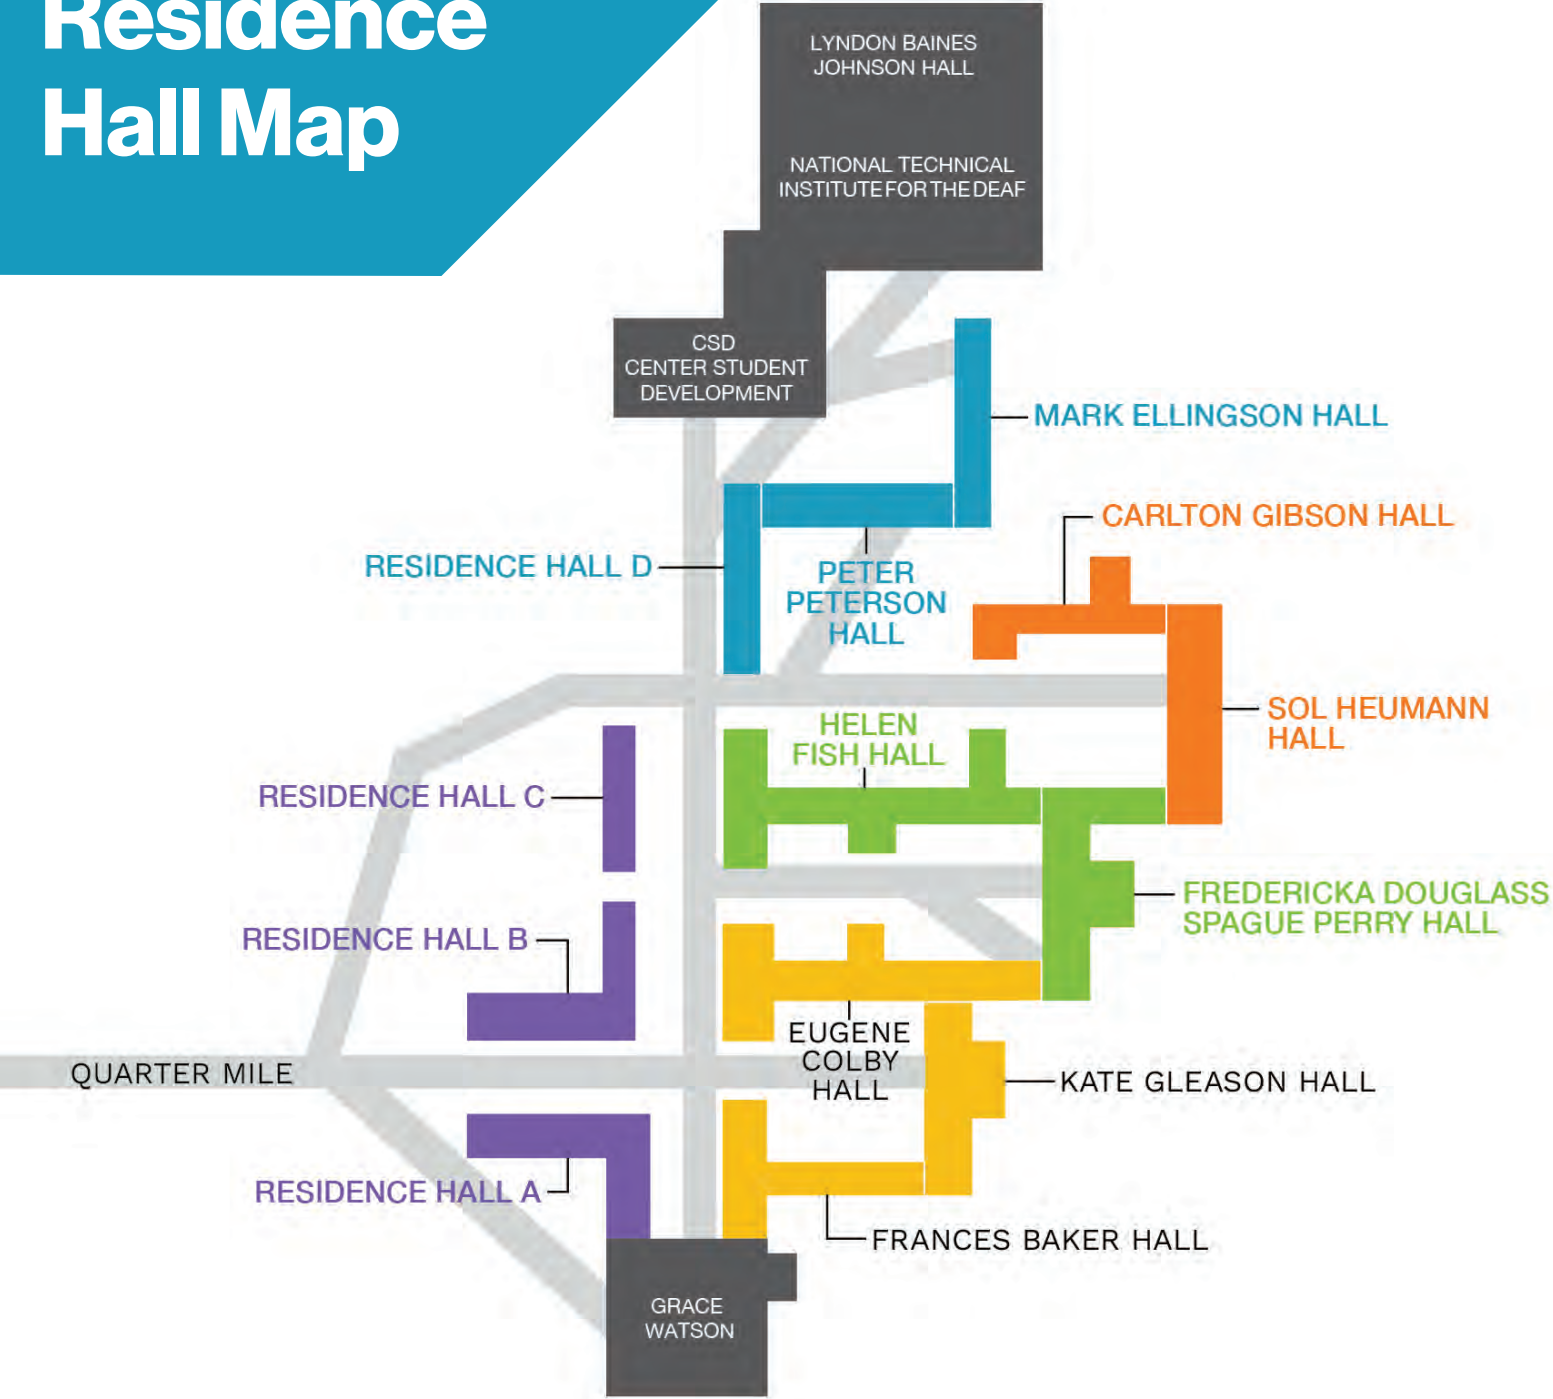 Residence
Hall Map
LYNDON BAINES
JOHNSON HALL
NATIONAL TECHNICAL
INSTITUTE FOR THE DEAF
CSD
CENTER STUDENT
DEVELOPMENT
MARK ELLINGSON HALL
CARLTON GIBSON HALL
RESIDENCE HALL D
PETER
PETERSON
HALL
SOL HEUMANN
HALL
HELEN
FISH HALL
RESIDENCE HALL C
FREDERICKA DOUGLASS
SPAGUE PERRY HALL
RESIDENCE HALL B
EUGENE
COLBY
HALL
QUARTER MILE
KATE GLEASON HALL
RESIDENCE HALL A
FRANCES BAKER HALL
GRACE
WATSON